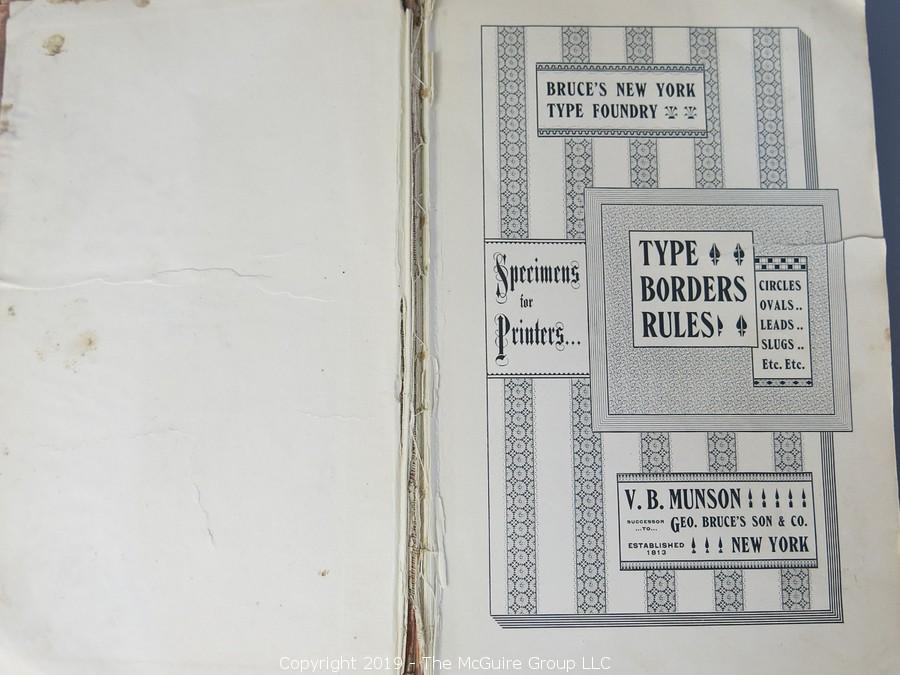 BRUCE'S NEW YORK
TYPE FOUNDRY
Specimens
for
Printers...
TYPE
BORDERS
RULES
CIRCLES
OVALS..
LEADS..
SLUGS..
Etc. Etc.
V. B. MUNSON
SUCCESSOR
...TO...
GEO. BRUCE'S SON & CO.
ESTABLISHED
1813
NEW YORK
Copyright 2019 - The McGuire Group LLC